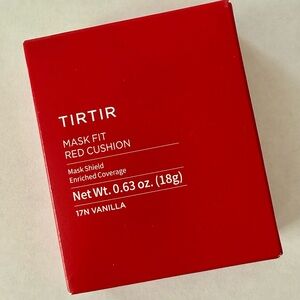 TIRTIR
MASK FIT
RED CUSHION
Mask Shield
Enriched Coverage
Net Wt. 0.63 oz. (18g)
17N VANILLA